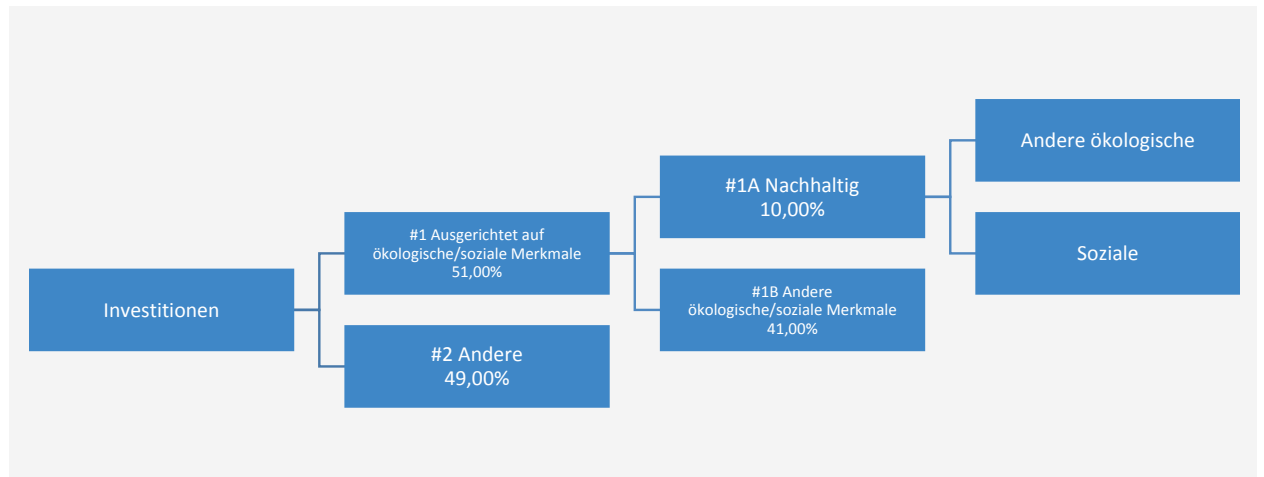 Investitionen
#1 Ausgerichtet auf
ökologische/soziale Merkmale
51,00%
#2 Andere
49,00%
#1A Nachhaltig
10,00%
#1B Andere
ökologische/soziale Merkmale
41,00%
Andere ökologische
Soziale